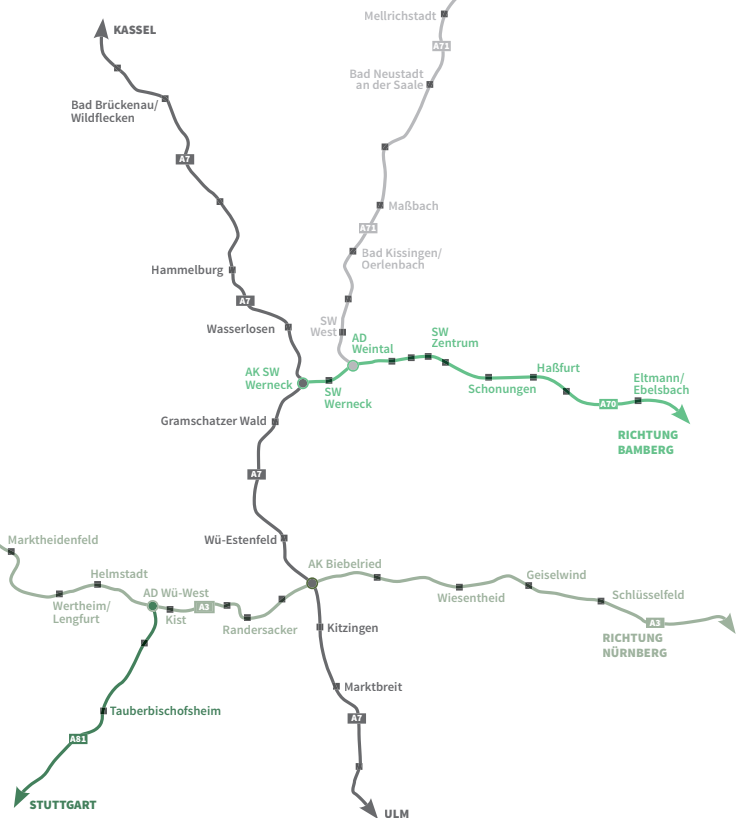 Mellrichstadt
KASSEL
A71
Bad Neustadt
an der Saale
Bad Brückenau/
Wildflecken
A7
Maßbach
A71
Bad Kissingen/
Oerlenbach
Hammelburg
A7
SW
West
Wasserlosen
AD
Weintal
SW
Zentrum
AK SW
Werneck
SW
Werneck
Haßfurt
Schonungen
Eltmann/
Ebelsbach
A70
RICHTUNG
BAMBERG
Gramschatzer Wald
A7
Wü-Estenfeld
Marktheidenfeld
AK Biebelried
Helmstadt
Geiselwind
AD Wü-West
Wertheim/
Lengfurt
Kist
A3
Wiesentheid
Schlüsselfeld
Randersacker
Kitzingen
A3
RICHTUNG
NÜRNBERG
Marktbreit
Tauberbischofsheim
A7
A81
STUTTGART
ULM